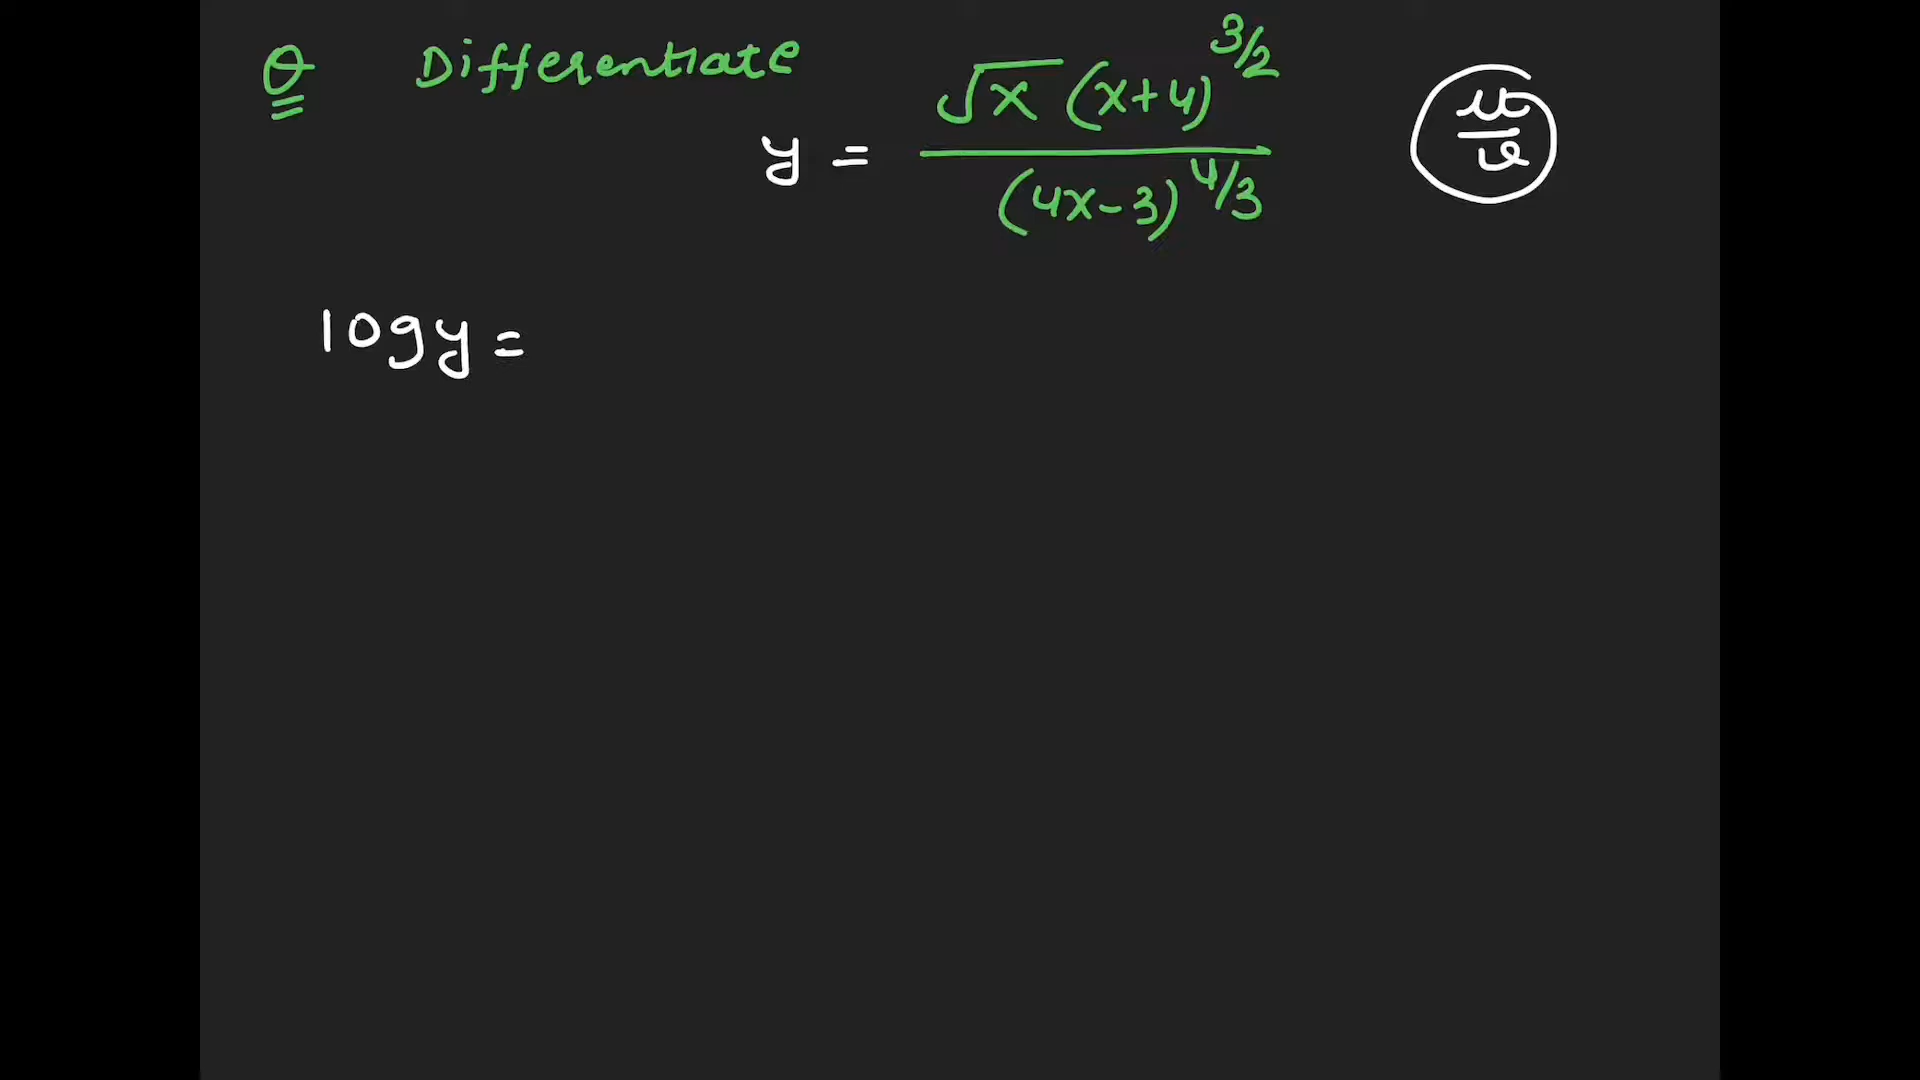 Q Differentiate
y = √x (x+4)^3/2 / (4x-3)^4/3
u/v
log y =